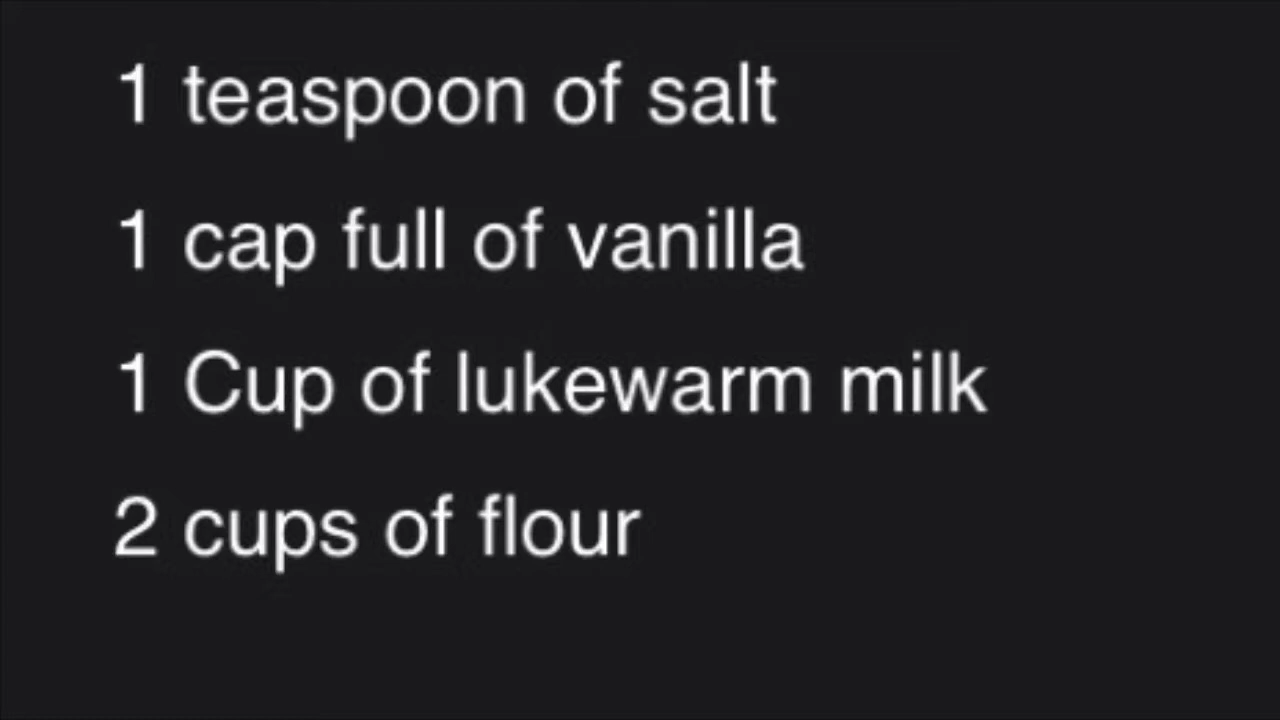 1 teaspoon of salt
1 cap full of vanilla
1 Cup of lukewarm milk
2 cups of flour